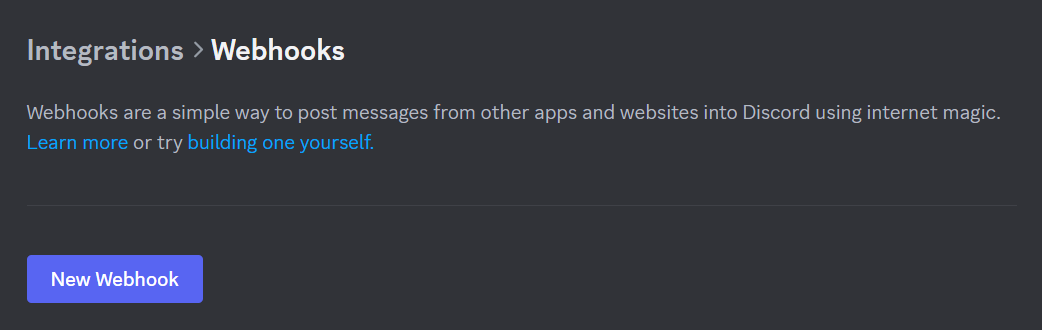 Integrations > Webhooks
Webhooks are a simple way to post messages from other apps and websites into Discord using internet magic.
Learn more or try building one yourself.
New Webhook